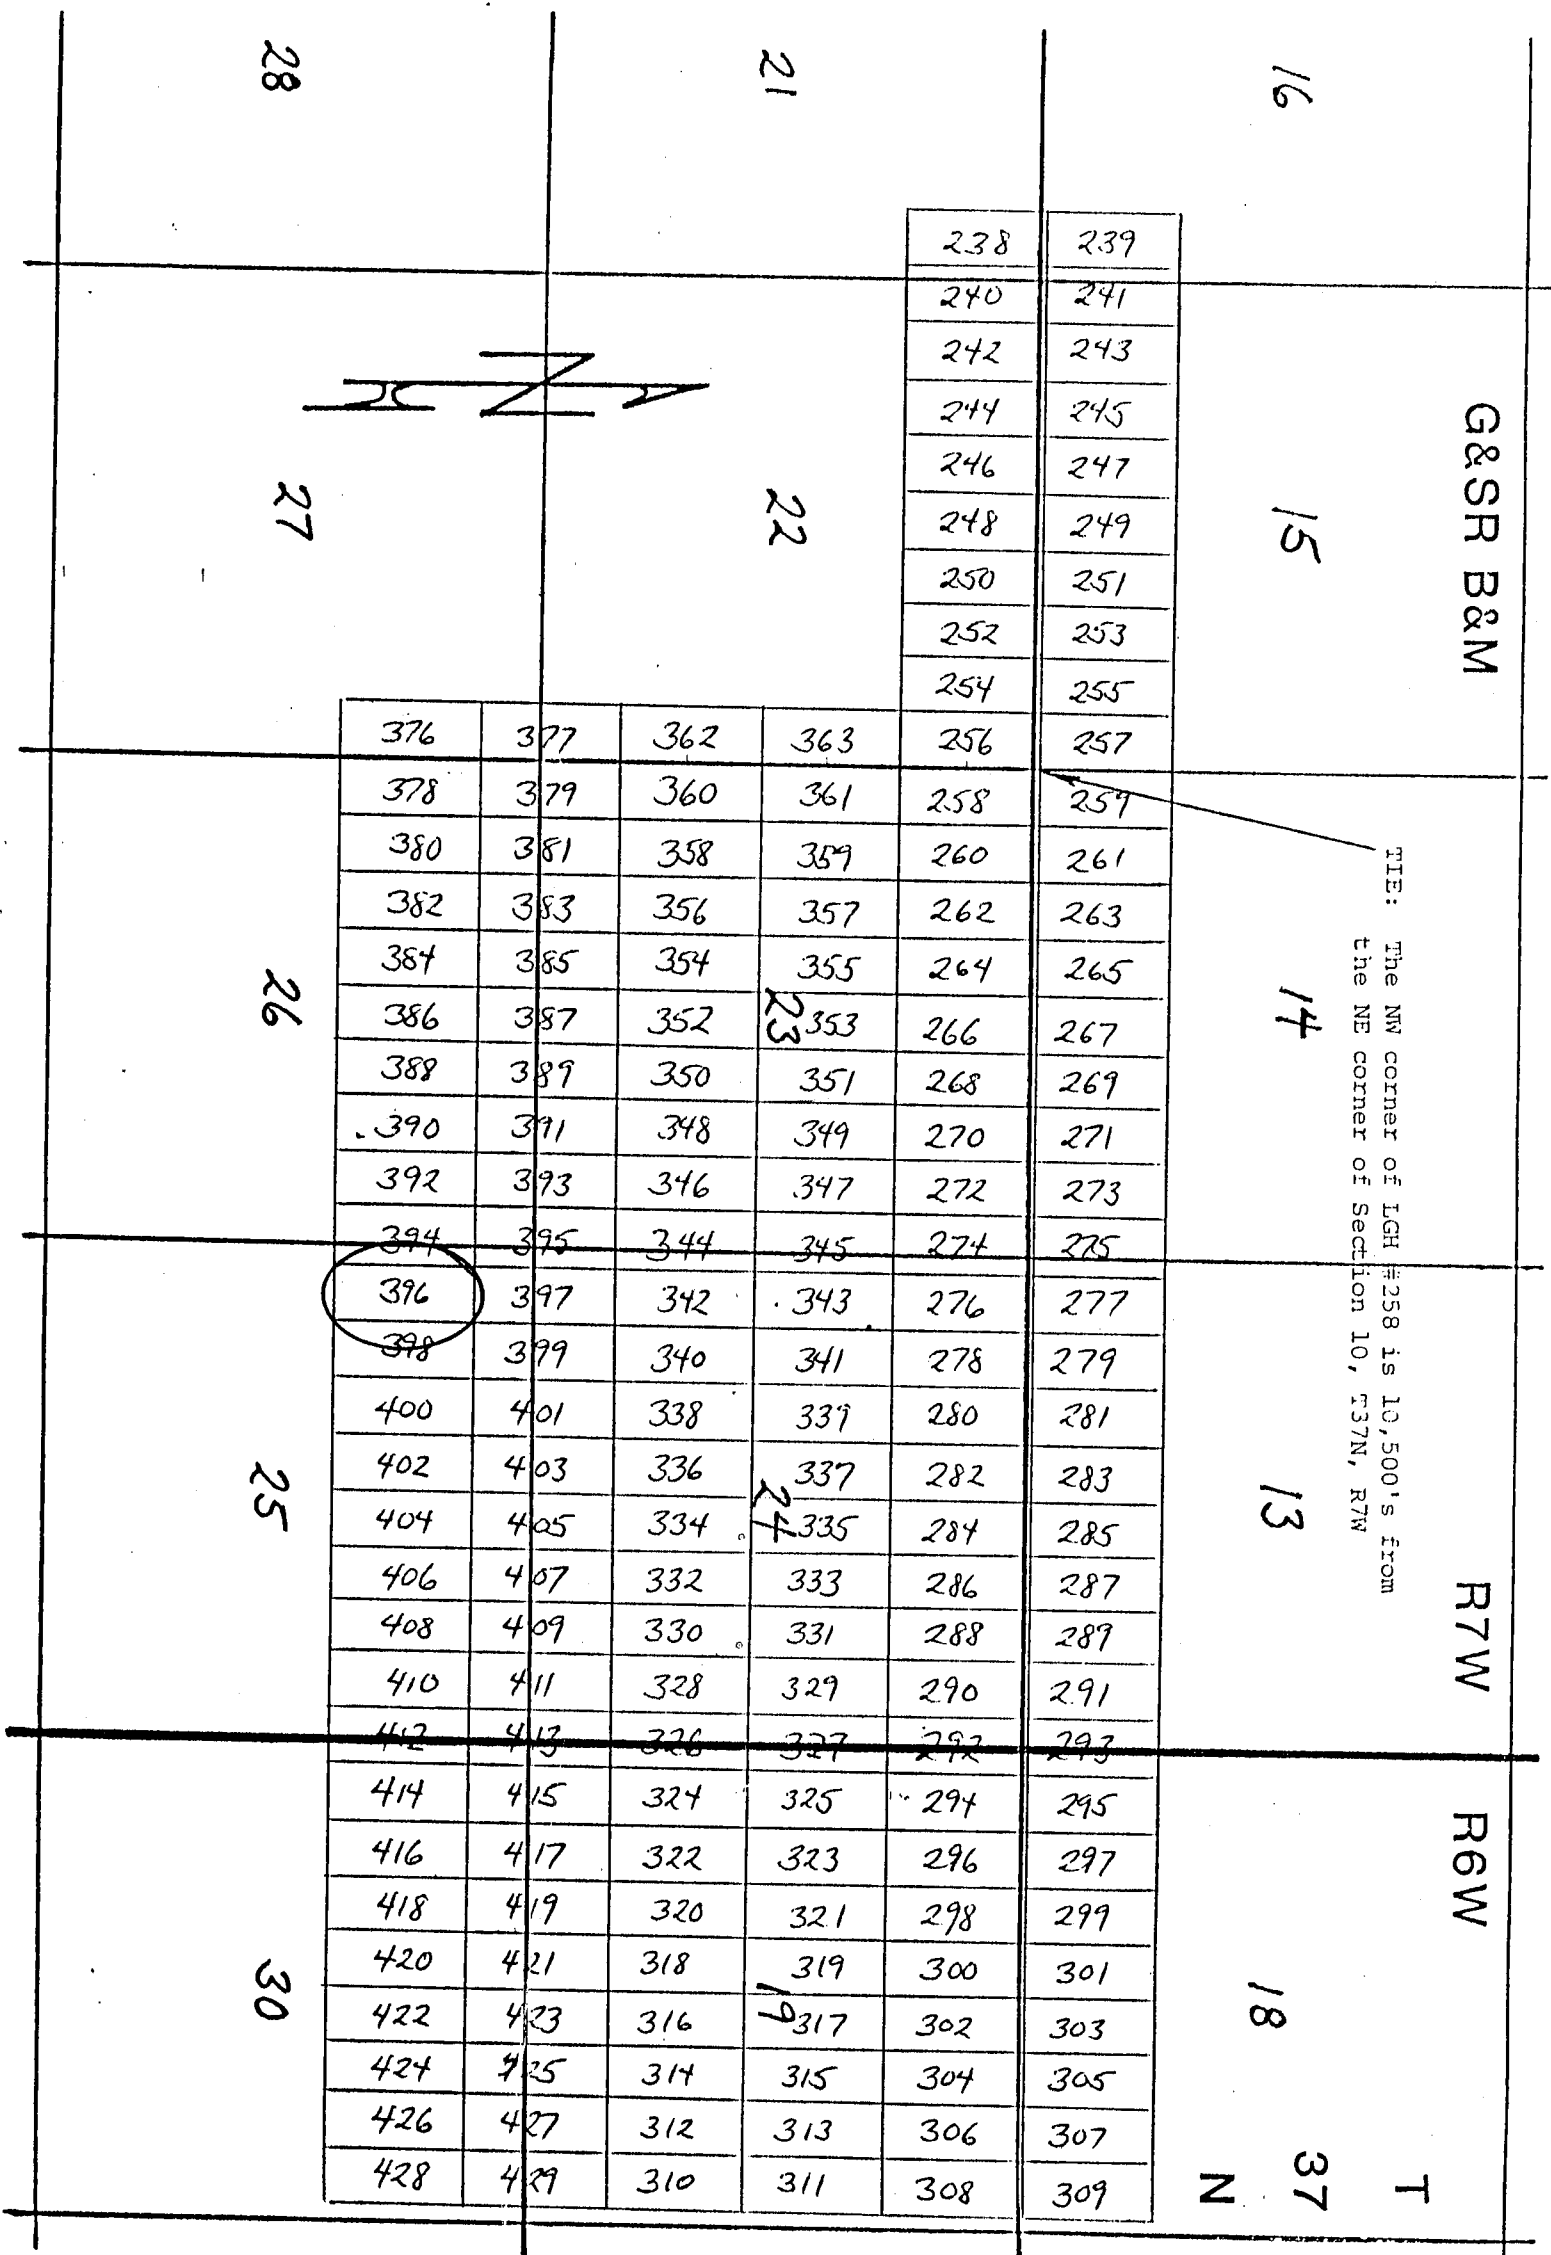 G&SR B&M
R7W
R6W
T
37
N
TIE: The NW corner of LGH #258 is 10,500's from
the NE corner of Section 10, T37N, R7W
16
15
14
13
18
21
22
23
24
19
28
27
26
25
30
N
238 239
240 241
242 243
244 245
246 247
248 249
250 251
252 253
254 255
376 377 362 363 256 257
378 379 360 361 258 259
380 381 358 359 260 261
382 383 356 357 262 263
384 385 354 355 264 265
386 387 352 353 266 267
388 389 350 351 268 269
390 391 348 349 270 271
392 393 346 347 272 273
394 395 344 345 274 275
396 397 342 343 276 277
398 399 340 341 278 279
400 401 338 339 280 281
402 403 336 337 282 283
404 405 334 335 284 285
406 407 332 333 286 287
408 409 330 331 288 289
410 411 328 329 290 291
412 413 326 327 292 293
414 415 324 325 294 295
416 417 322 323 296 297
418 419 320 321 298 299
420 421 318 319 300 301
422 423 316 317 302 303
424 425 314 315 304 305
426 427 312 313 306 307
428 429 310 311 308 309